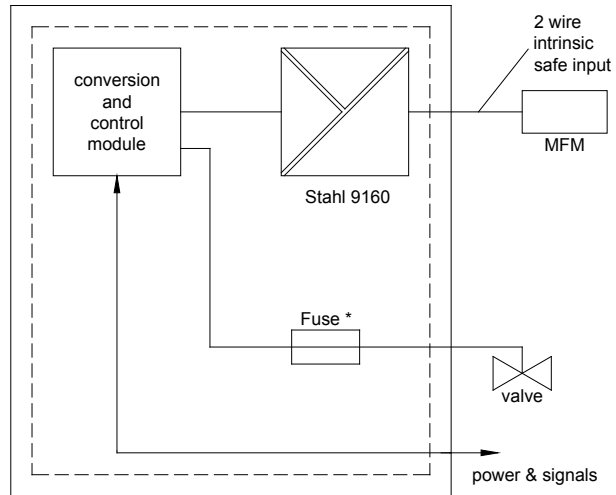 2 wire
intrinsic
safe input
conversion
and
control
module
MFM
Stahl 9160
Fuse *
valve
power & signals